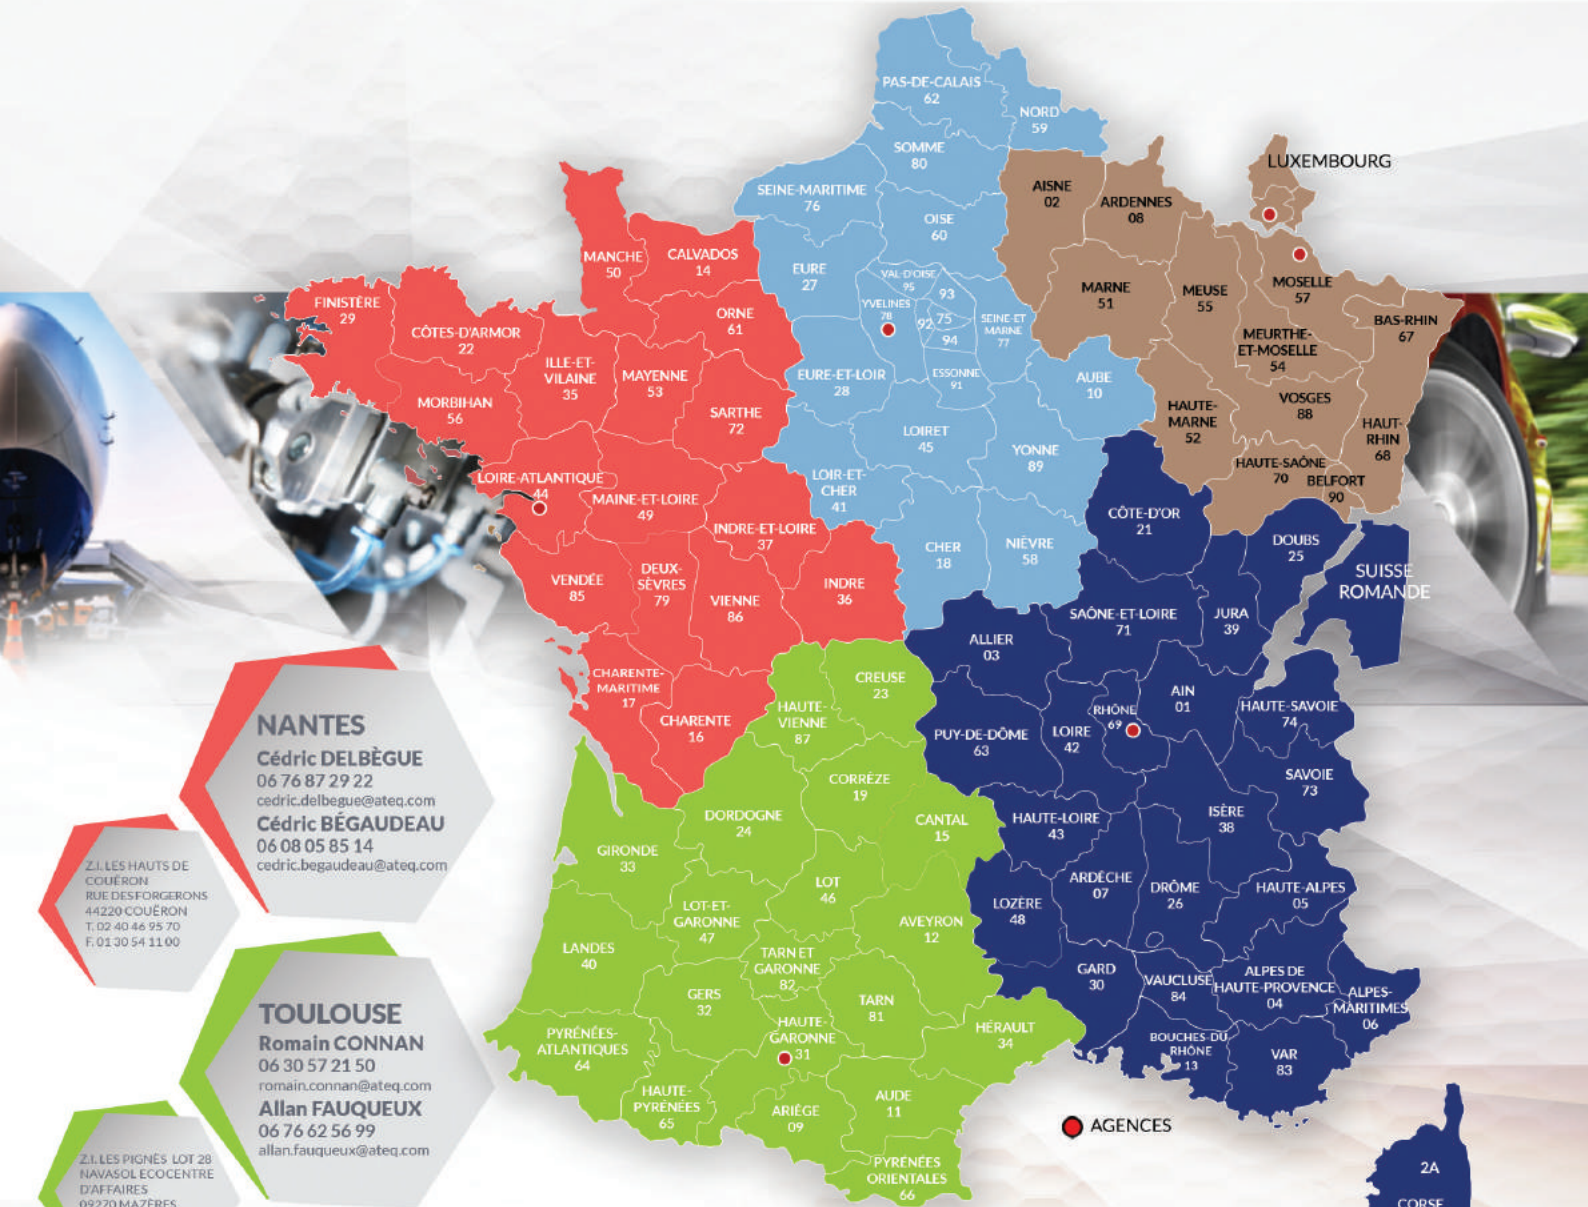 PAS-DE-CALAIS
62
NORD
59
SOMME
80
SEINE-MARITIME
76
OISE
60
EURE
27
VAL-D'OISE
95
YVELINES
78
93
92
75
94
SEINE-ET
MARNE
77
ESSONNE
91
EURE-ET-LOIR
28
AUBE
10
LOIRET
45
YONNE
89
LOIR-ET-
CHER
41
CHER
18
NIÈVRE
58
LUXEMBOURG
AISNE
02
ARDENNES
08
MARNE
51
MEUSE
55
MOSELLE
57
BAS-RHIN
67
MEURTHE-
ET-MOSELLE
54
VOSGES
88
HAUTE-
MARNE
52
HAUT-
RHIN
68
HAUTE-SAÔNE
70
BELFORT
90
MANCHE
50
CALVADOS
14
ORNE
61
FINISTÈRE
29
CÔTES-D'ARMOR
22
ILLE-ET-
VILAINE
35
MAYENNE
53
MORBIHAN
56
SARTHE
72
LOIRE-ATLANTIQUE
44
MAINE-ET-LOIRE
49
INDRE-ET-LOIRE
37
VENDÉE
85
DEUX-
SÈVRES
79
VIENNE
86
INDRE
36
CHARENTE-
MARITIME
17
CHARENTE
16
CÔTE-D'OR
21
DOUBS
25
SUISSE
ROMANDE
SAÔNE-ET-LOIRE
71
JURA
39
ALLIER
03
AIN
01
HAUTE-SAVOIE
74
RHÔNE
69
LOIRE
42
PUY-DE-DÔME
63
SAVOIE
73
ISÈRE
38
HAUTE-LOIRE
43
ARDÈCHE
07
DRÔME
26
HAUTE-ALPES
05
LOZÈRE
48
GARD
30
VAUCLUSE
84
ALPES DE
HAUTE-PROVENCE
04
ALPES-
MARITIMES
06
BOUCHES-DU
RHÔNE
13
VAR
83
2A
CORSE
CREUSE
23
HAUTE-
VIENNE
87
CORRÈZE
19
DORDOGNE
24
CANTAL
15
GIRONDE
33
LOT
46
LOT-ET-
GARONNE
47
AVEYRON
12
LANDES
40
TARN ET
GARONNE
82
GERS
32
TARN
81
HAUTE-
GARONNE
31
HÉRAULT
34
PYRÉNÉES-
ATLANTIQUES
64
HAUTE-
PYRÉNÉES
65
ARIÈGE
09
AUDE
11
PYRÉNÉES
ORIENTALES
66
AGENCES
NANTES
Cédric DELBÈGUE
06 76 87 29 22
cedric.delbegue@ateq.com
Cédric BÉGAUDEAU
06 08 05 85 14
cedric.begaudeau@ateq.com
Z.I. LES HAUTS DE
COUËRON
RUE DES FORGERONS
44220 COUËRON
T. 02 40 46 95 70
F. 01 30 54 11 00
TOULOUSE
Romain CONNAN
06 30 57 21 50
romain.connan@ateq.com
Allan FAUQUEUX
06 76 62 56 99
allan.fauqueux@ateq.com
Z.I. LES PIGNÈS LOT 28
NAVASOL ECOCENTRE
D'AFFAIRES
09270 MAZÈRES